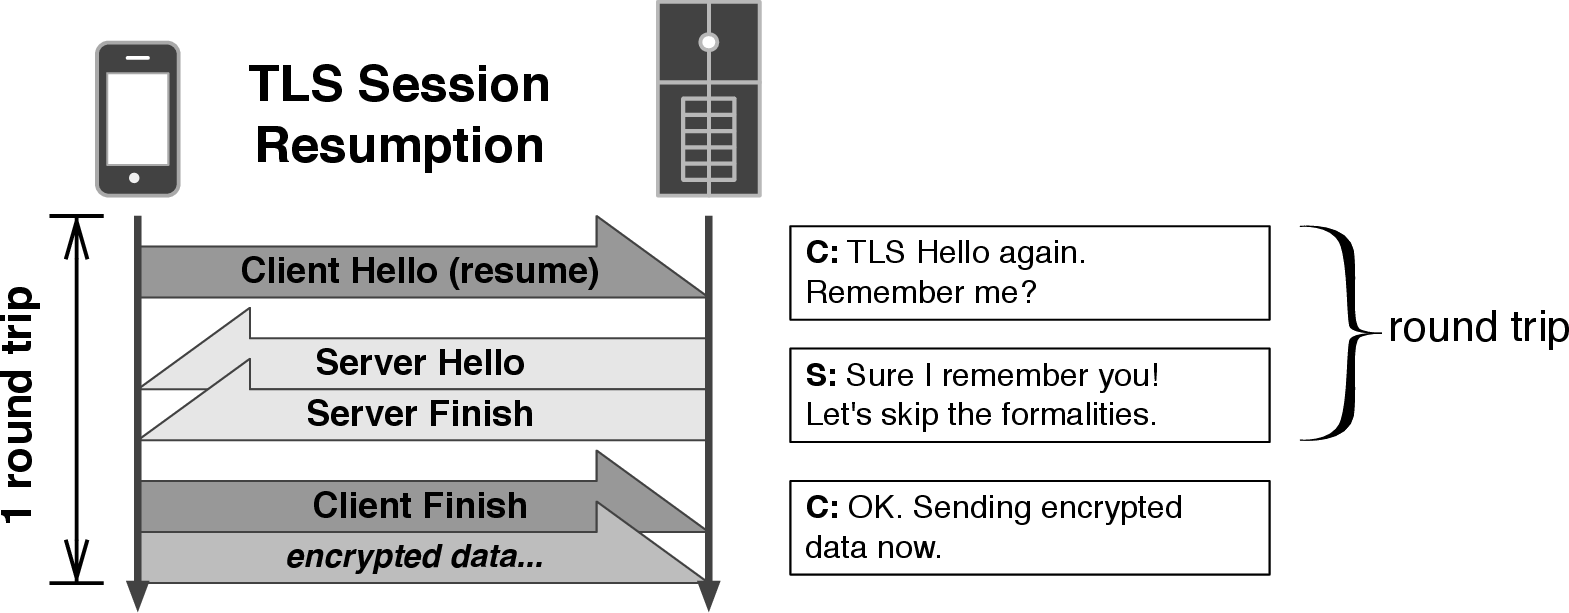 TLS Session
Resumption
1 round trip
Client Hello (resume)
Server Hello
Server Finish
Client Finish
encrypted data...
C: TLS Hello again.
Remember me?
S: Sure I remember you!
Let's skip the formalities.
C: OK. Sending encrypted
data now.
round trip